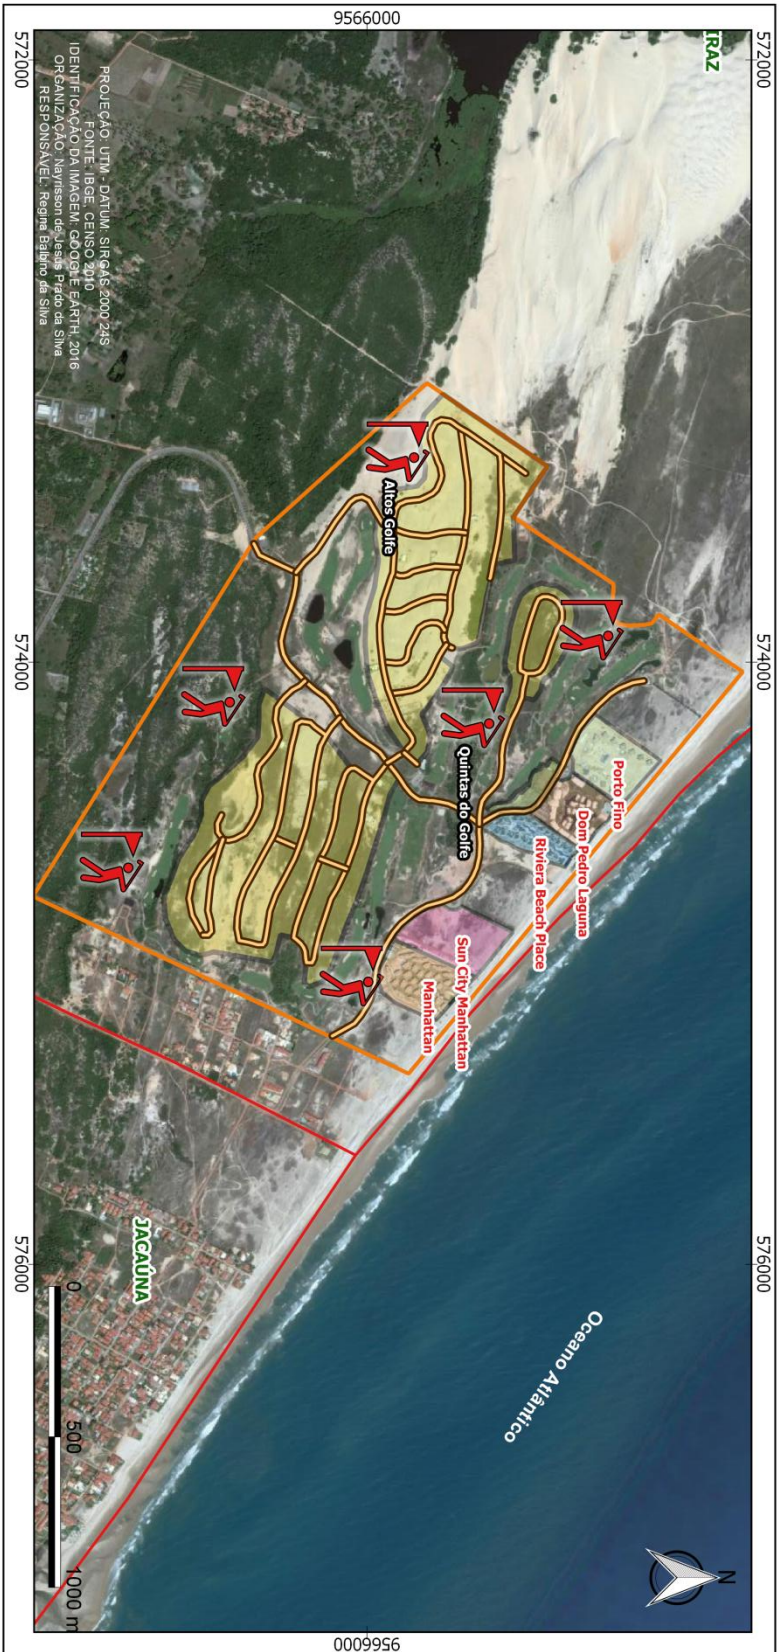 9566000
572000
574000
576000
572000
574000
576000
9566000
IRAZ
Porto Fino
Dom Pedro Laguna
Riviera Beach Place
Sun City Manhattan
Manhattan
Altos Golfe
Quintas do Golfe
Oceano Atlântico
JACAÚNA
N
0 500 1000 m
PROJEÇÃO: UTM - DATUM: SIRGAS 2000 24S
FONTE: IBGE, CENSO 2010
IDENTIFICAÇÃO DA IMAGEM: GOOGLE EARTH, 2016
ORGANIZAÇÃO: Nayrisson de Jesus Prado da Silva
RESPONSÁVEL: Regina Balbino da Silva